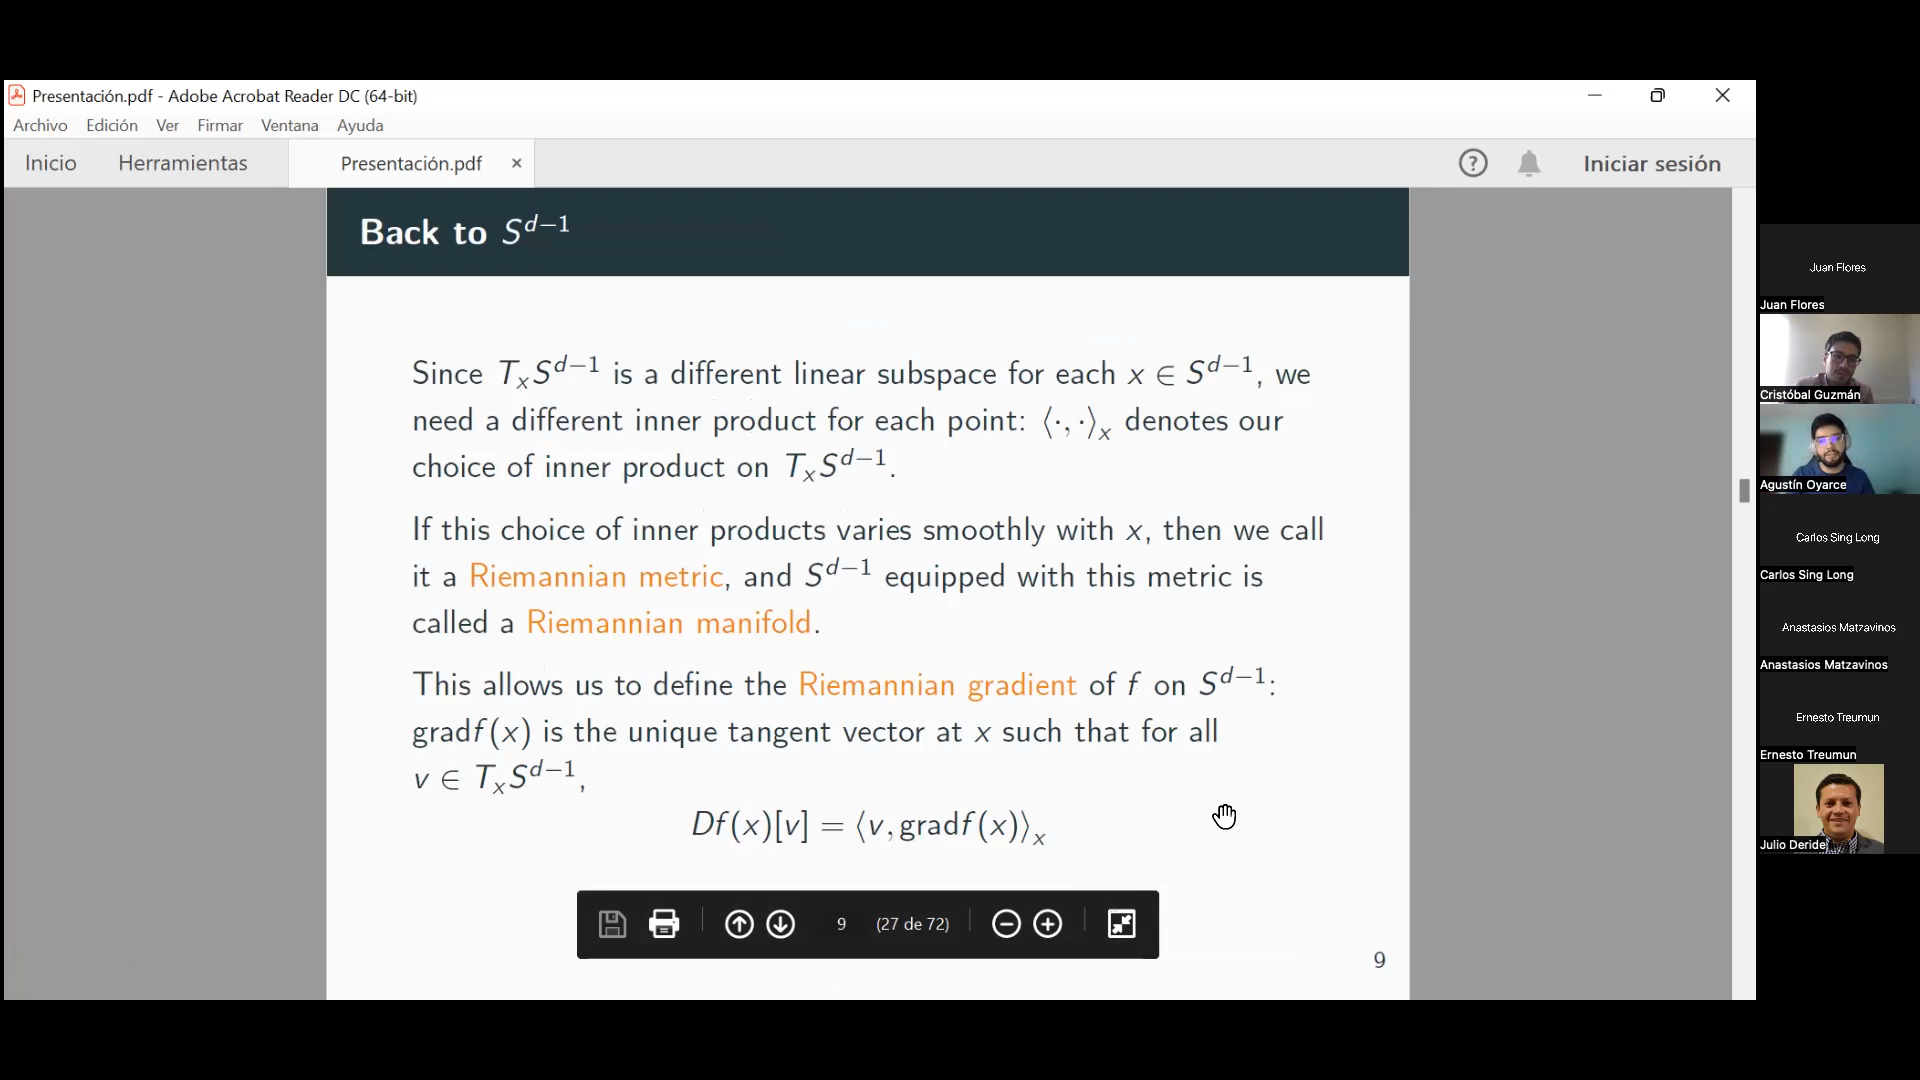 Presentación.pdf - Adobe Acrobat Reader DC (64-bit)
Archivo Edición Ver Firmar Ventana Ayuda
Inicio Herramientas Presentación.pdf × ? Iniciar sesión
Back to S^{d−1}
Since T_xS^{d−1} is a different linear subspace for each x ∈ S^{d−1}, we
need a different inner product for each point: ⟨·, ·⟩_x denotes our
choice of inner product on T_xS^{d−1}.
If this choice of inner products varies smoothly with x, then we call
it a Riemannian metric, and S^{d−1} equipped with this metric is
called a Riemannian manifold.
This allows us to define the Riemannian gradient of f on S^{d−1}:
gradf(x) is the unique tangent vector at x such that for all
v ∈ T_xS^{d−1},
Df(x)[v] = ⟨v, gradf(x)⟩_x
9 (27 de 72)
9
Juan Flores
Juan Flores
Cristóbal Guzmán
Agustín Oyarce
Carlos Sing Long
Carlos Sing Long
Anastasios Matzavinos
Anastasios Matzavinos
Ernesto Treumun
Ernesto Treumun
Julio Deride